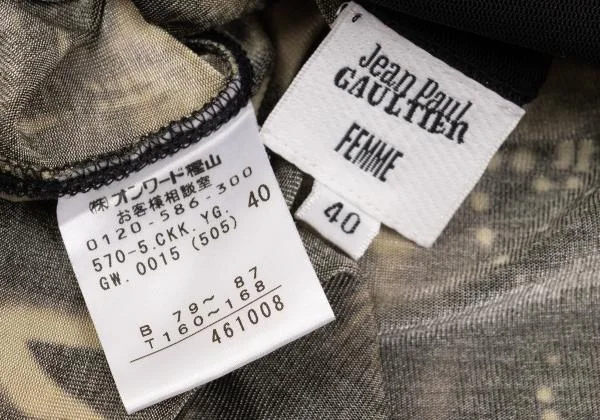 ㈱オンワード樫山
お客様相談室
0120-586-300
570-5.CKK.YG. 40
GW. 0015 (505)
B 79～ 87
T 160～168
461008
Jean Paul
GAULTIER
FEMME
40